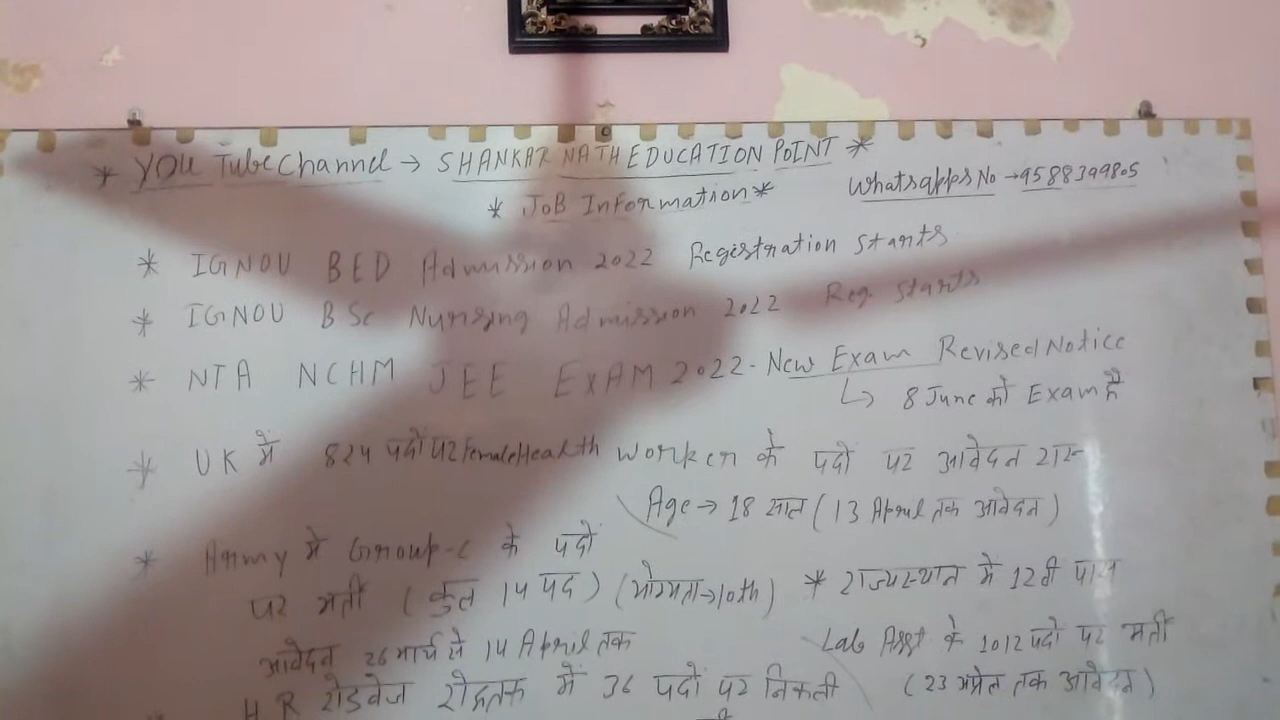 * YOU Tube Channel → SHANKAR NATH EDUCATION POINT *
* JOB Information *
Whatsapps No → 9588399805
* IGNOU BED Admission 2022 Registration Starts
* IGNOU BSc Nursing Admission 2022 Reg. Starts
* NTA NCHM JEE EXAM 2022 - New Exam Revised Notice
↳ 8 June को Exam है
* UK में 824 पदों पर Female Health worker के पदों पर आवेदन
Age → 18 साल ( 13 April तक आवेदन )
* Army में Group-C के पदों
पर भर्ती ( कुल 14 पद ) (योग्यता→10th)
आवेदन 26 मार्च से 14 April तक
* राज्यस्थान में 12वी पास
Lab Asst के 1012 पदों पर भर्ती
(23 अप्रेल तक आवेदन)
* H R रोडवेज रोहतक में 36 पदों पर निकली